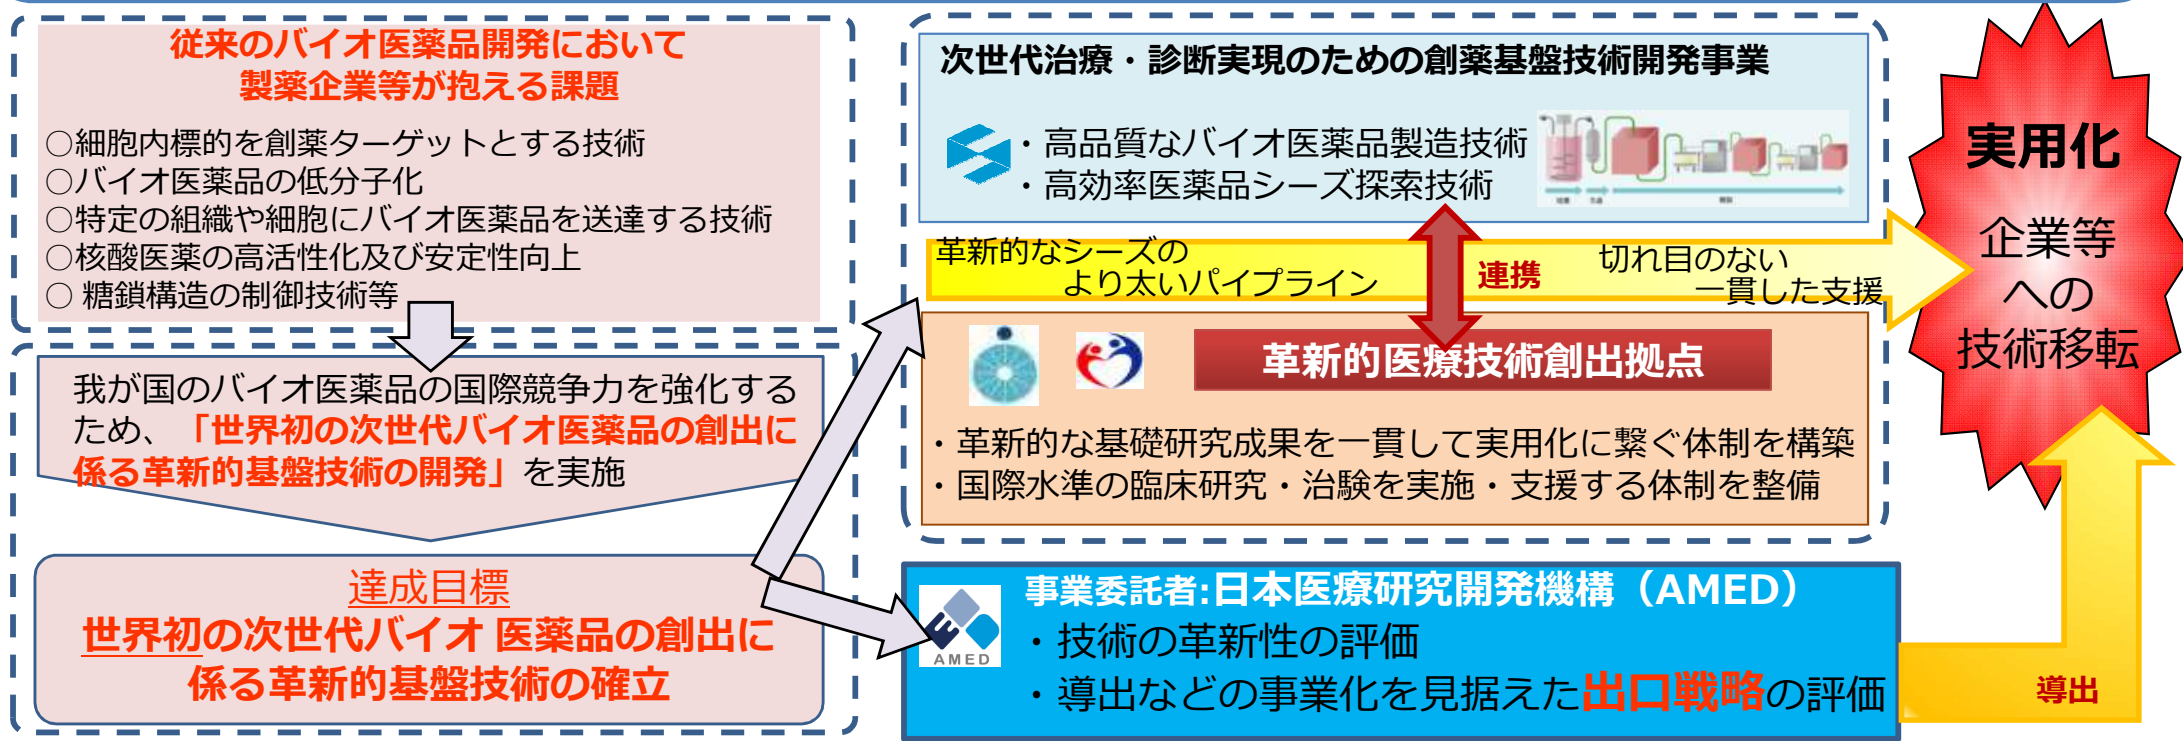 従来のバイオ医薬品開発において
製薬企業等が抱える課題
○細胞内標的を創薬ターゲットとする技術
○バイオ医薬品の低分子化
○特定の組織や細胞にバイオ医薬品を送達する技術
○核酸医薬の高活性化及び安定性向上
○ 糖鎖構造の制御技術等
我が国のバイオ医薬品の国際競争力を強化する
ため、「世界初の次世代バイオ医薬品の創出に
係る革新的基盤技術の開発」を実施
達成目標
世界初の次世代バイオ 医薬品の創出に
係る革新的基盤技術の確立
次世代治療・診断実現のための創薬基盤技術開発事業
・高品質なバイオ医薬品製造技術
・高効率医薬品シーズ探索技術
革新的なシーズの
より太いパイプライン
連携
切れ目のない
一貫した支援
革新的医療技術創出拠点
・革新的な基礎研究成果を一貫して実用化に繋ぐ体制を構築
・国際水準の臨床研究・治験を実施・支援する体制を整備
AMED
事業委託者:日本医療研究開発機構（AMED）
・技術の革新性の評価
・導出などの事業化を見据えた出口戦略の評価
実用化
企業等
への
技術移転
導出